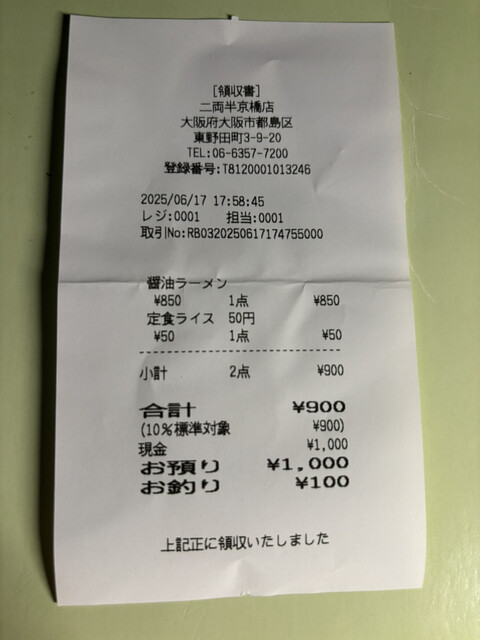 [領収書]
二両半京橋店
大阪府大阪市都島区
東野田町3-9-20
TEL:06-6357-7200
登録番号:T8120001013246
2025/06/17 17:58:45
レジ:0001 担当:0001
取引No:RB0320250617174755000
醤油ラーメン
¥850 1点 ¥850
定食ライス 50円
¥50 1点 ¥50
小計 2点 ¥900
合計 ¥900
(10%標準対象 ¥900)
現金 ¥1,000
お預り ¥1,000
お釣り ¥100
上記正に領収いたしました